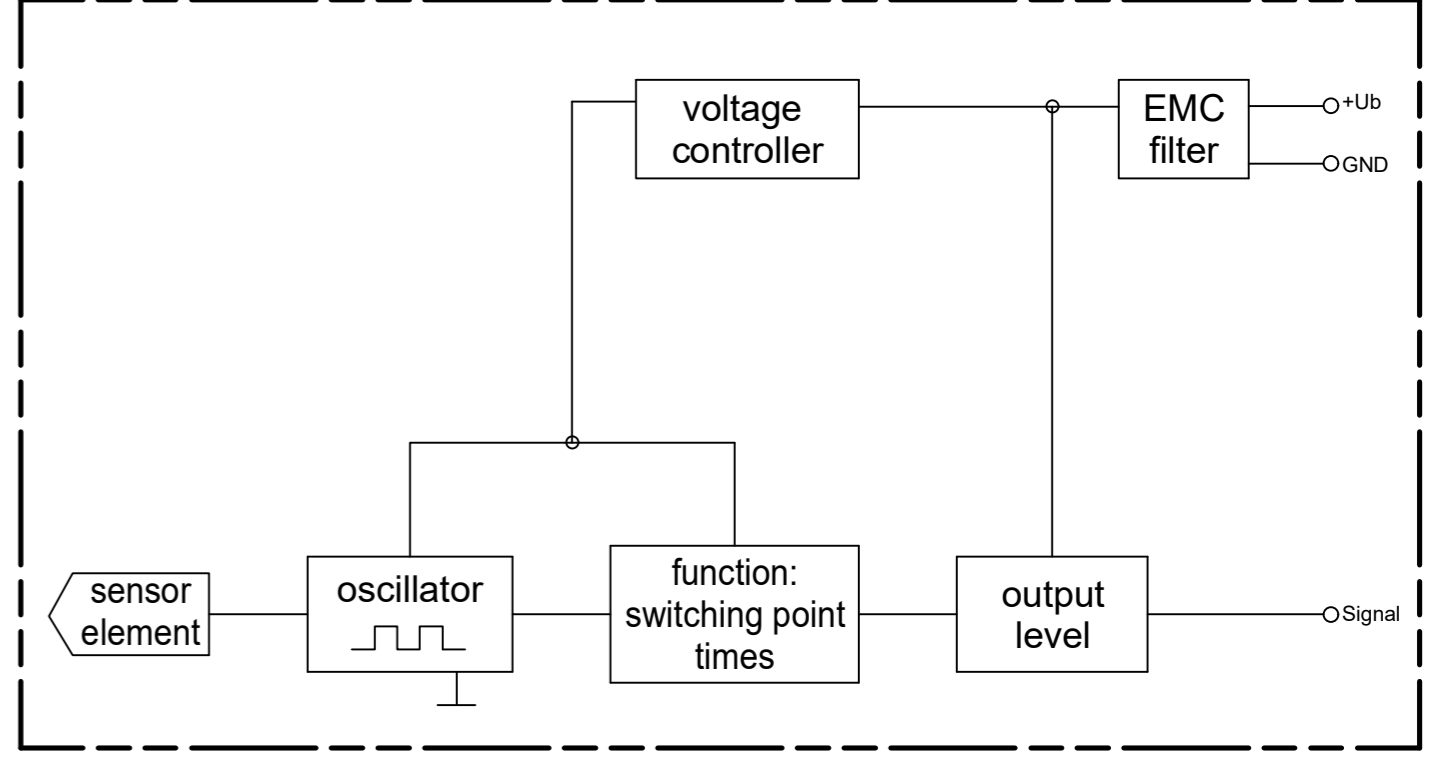 voltage
controller
EMC
filter
+Ub
GND
sensor
element
oscillator
function:
switching point
times
output
level
Signal